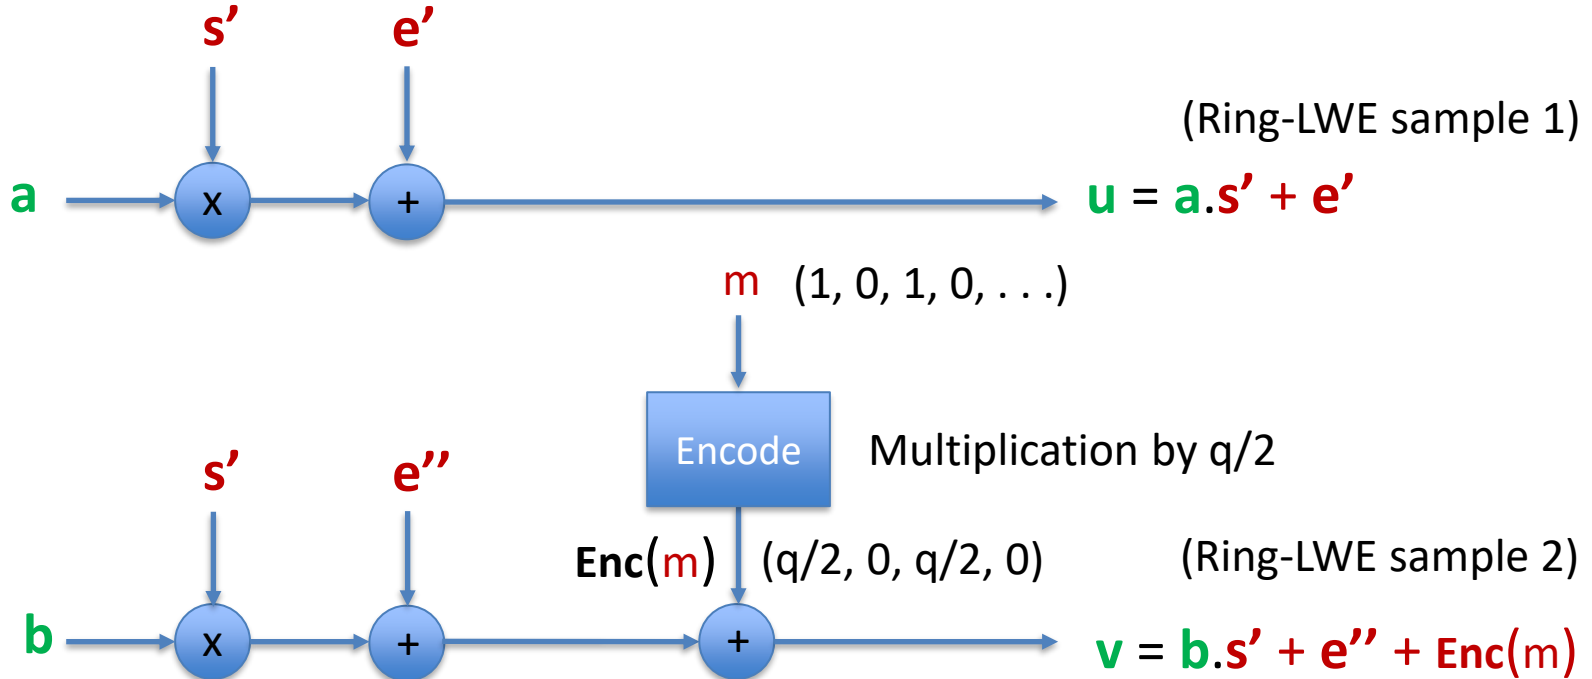 s’ e’
(Ring-LWE sample 1)
a x + u = a.s’ + e’
m (1, 0, 1, 0, . . .)
Encode Multiplication by q/2
s’ e’’
Enc(m) (q/2, 0, q/2, 0) (Ring-LWE sample 2)
b x + + v = b.s’ + e’’ + Enc(m)